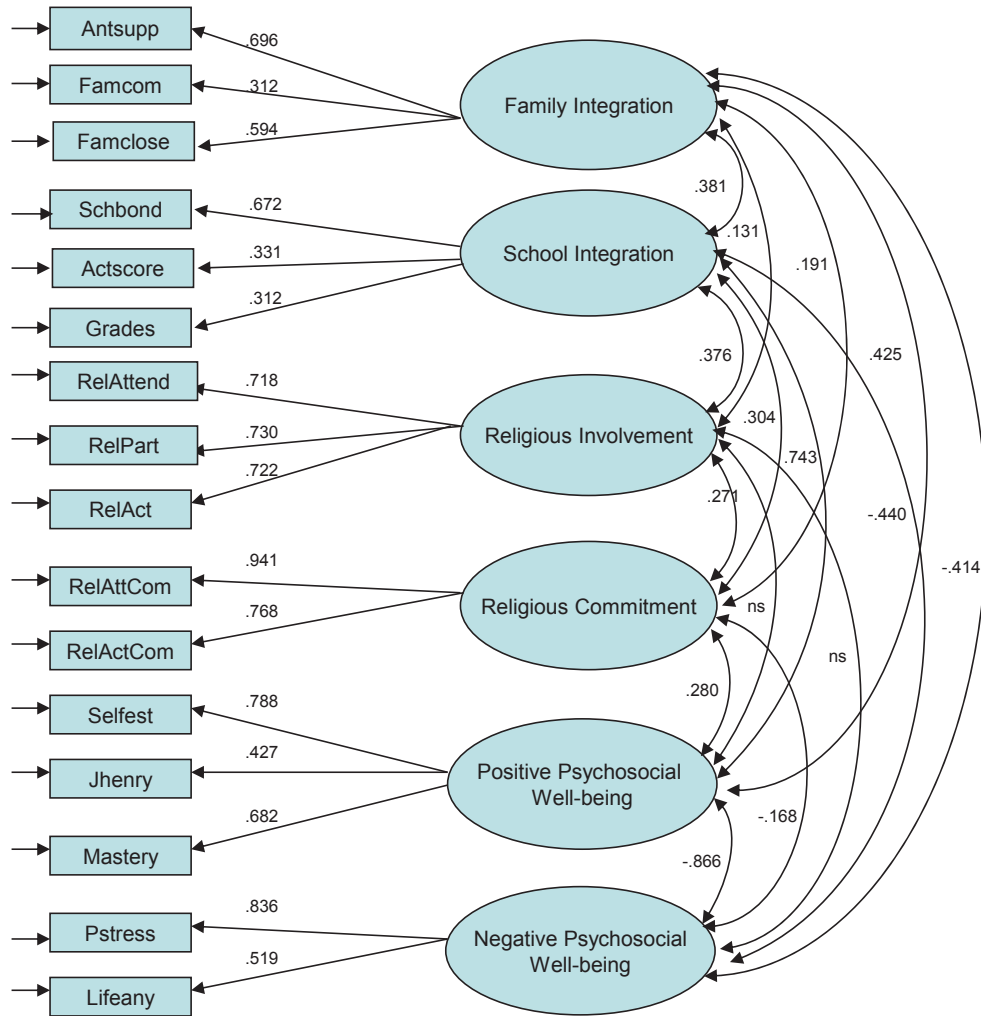 Antsupp
.696
Famcom
.312
Famclose
.594
Family Integration
.381
.131
.191
Schbond
.672
Actscore
.331
Grades
.312
School Integration
.376
.425
RelAttend
.718
RelPart
.730
RelAct
.722
Religious Involvement
.304
.743
.271
-.440
-.414
RelAttCom
.941
RelActCom
.768
Religious Commitment
ns
ns
.280
Selfest
.788
Jhenry
.427
Mastery
.682
Positive Psychosocial
Well-being
-.168
-.866
Pstress
.836
Lifeany
.519
Negative Psychosocial
Well-being